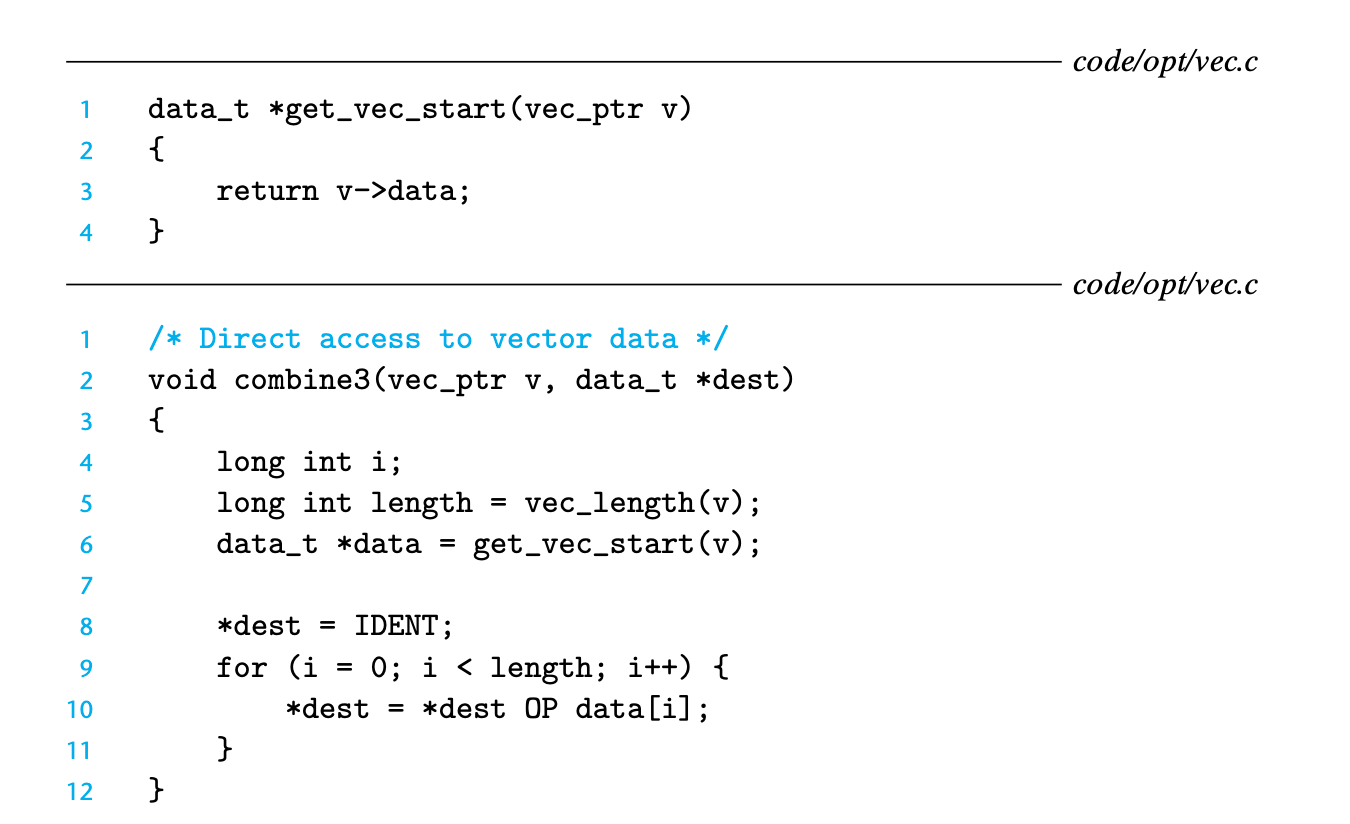 code/opt/vec.c
1 data_t *get_vec_start(vec_ptr v)
2 {
3     return v->data;
4 }
code/opt/vec.c
1 /* Direct access to vector data */
2 void combine3(vec_ptr v, data_t *dest)
3 {
4     long int i;
5     long int length = vec_length(v);
6     data_t *data = get_vec_start(v);
7
8     *dest = IDENT;
9     for (i = 0; i < length; i++) {
10         *dest = *dest OP data[i];
11     }
12 }